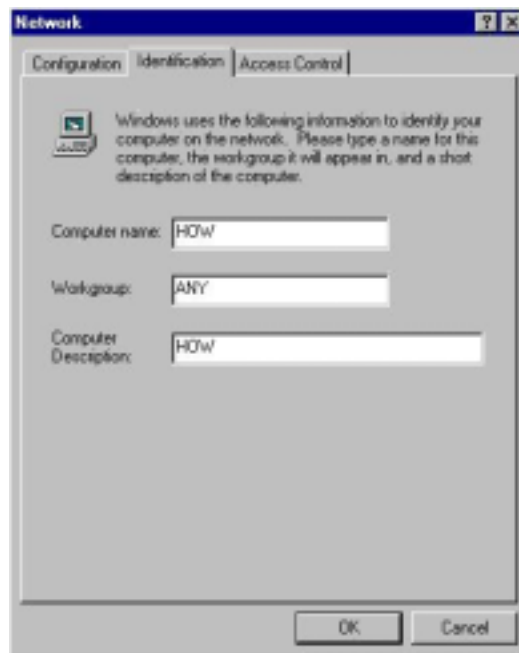 Network
Configuration Identification Access Control
Windows uses the following information to identify your
computer on the network. Please type a name for this
computer, the workgroup it will appear in, and a short
description of the computer.
Computer name: HOW
Workgroup: ANY
Computer
Description: HOW
OK Cancel